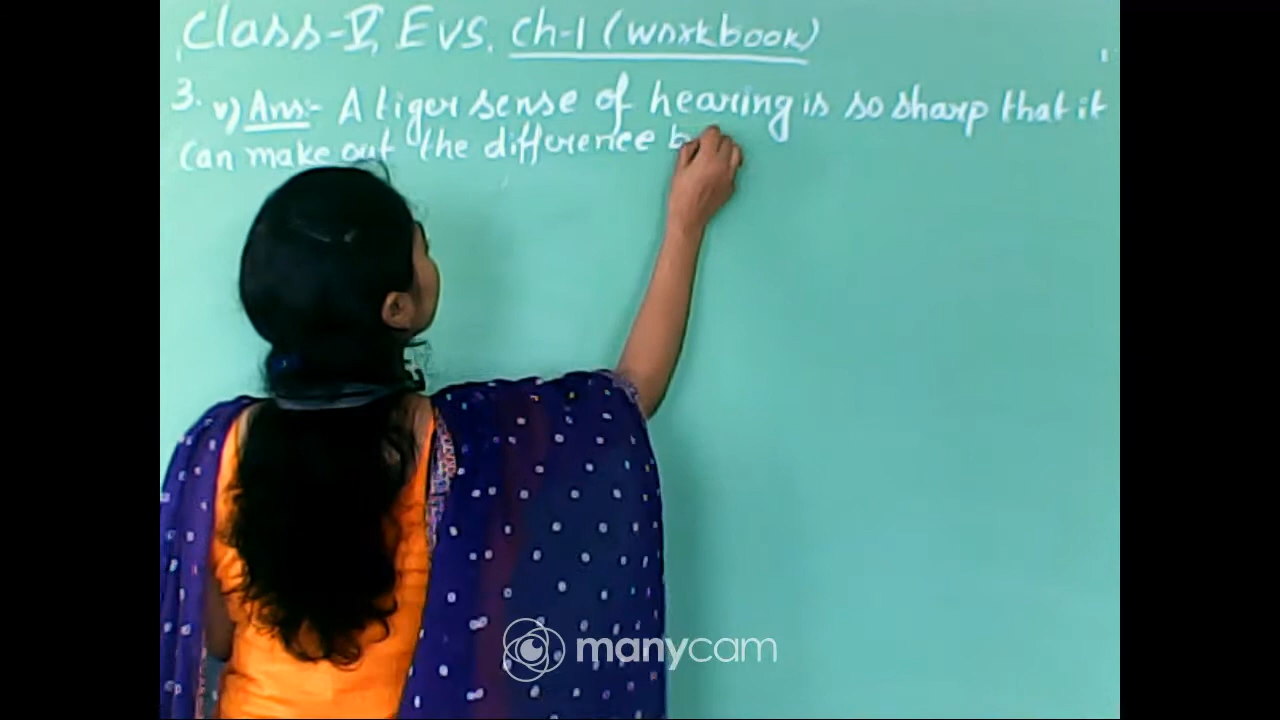 Class-V, EVS. Ch-1 (workbook)
3. v) Ans:- A tiger sense of hearing is so sharp that it
can make out the difference b
manycam